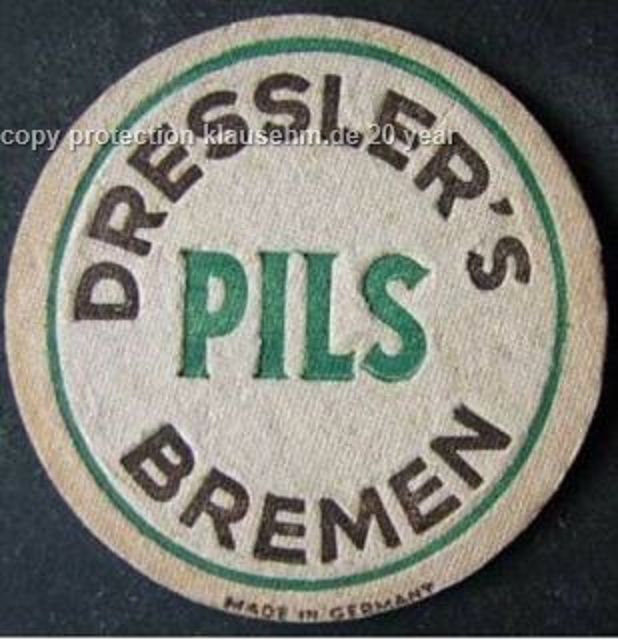 copy protection klausehm.de 20 year
DRESSLER'S
PILS
BREMEN
MADE IN GERMANY